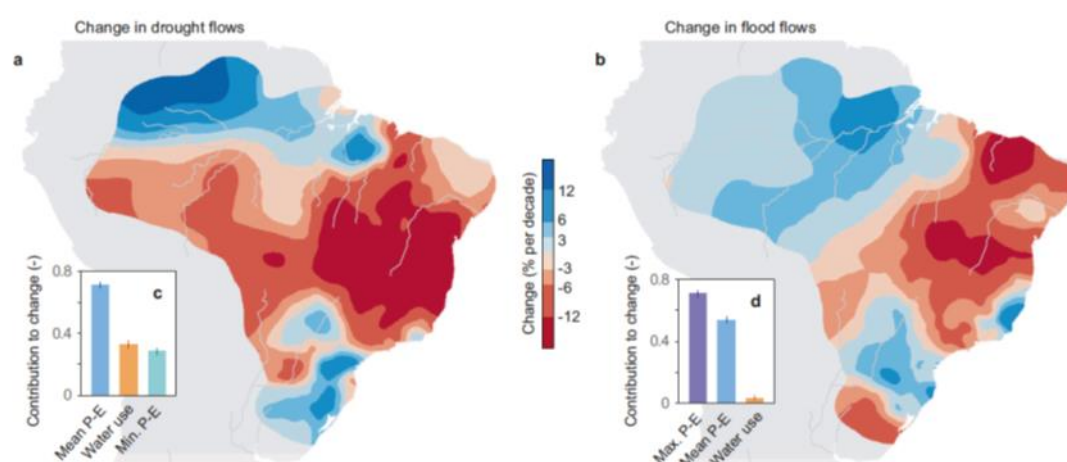 Change in drought flows
a
0.8
0.4
0
Contribution to change (-)
c
Mean P-E
Water use
Min. P-E
12
6
3
-3
-6
-12
Change (% per decade)
Change in flood flows
b
0.8
0.4
0
Contribution to change (-)
d
Max. P-E
Mean P-E
Water use